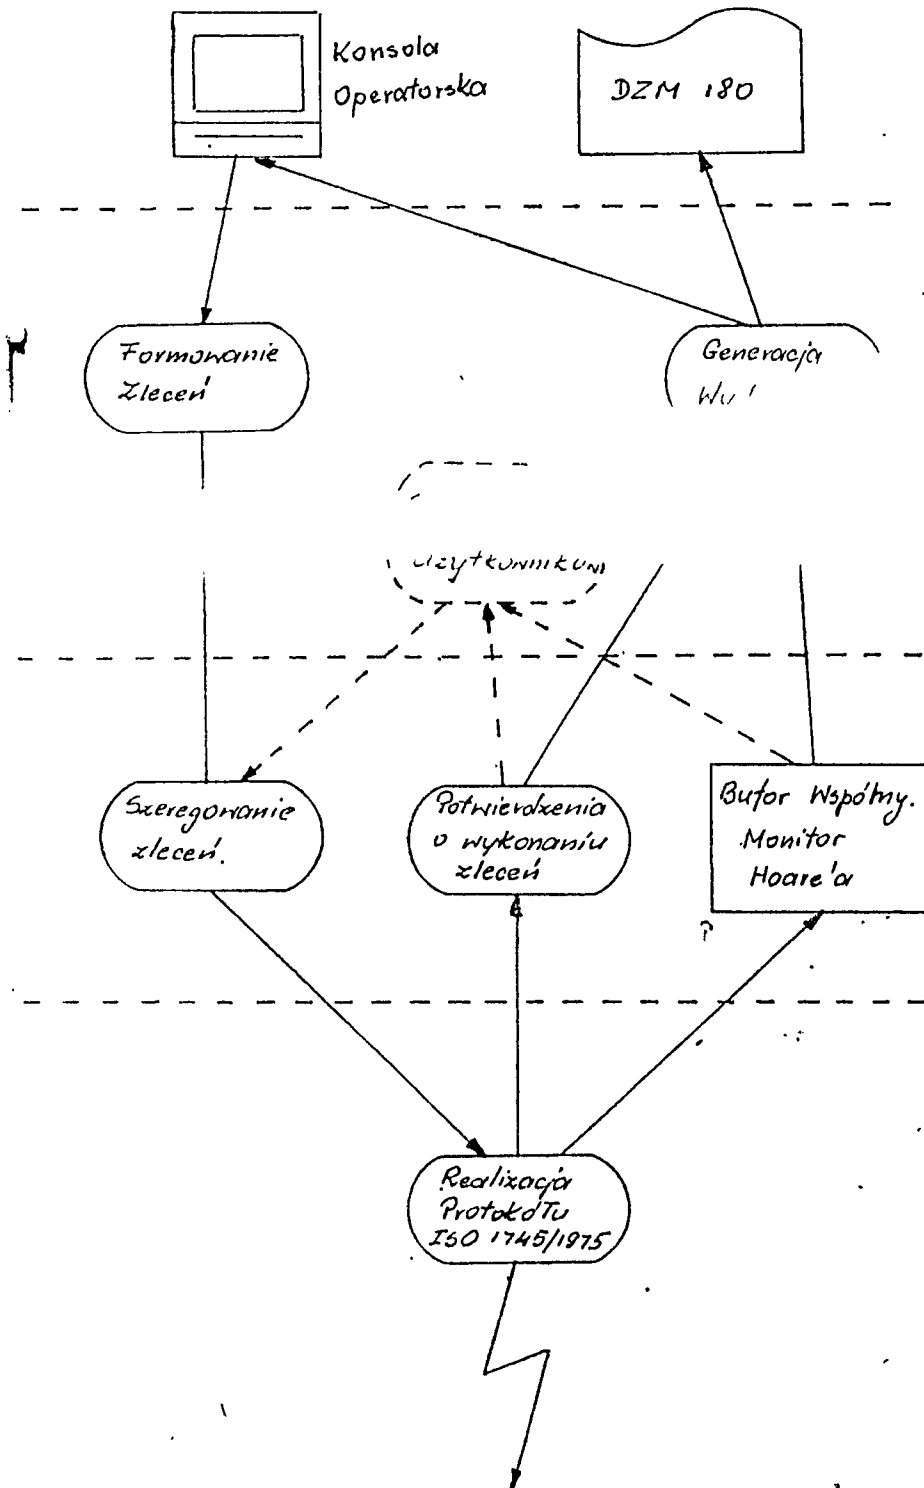 Konsola
Operatorska
DZM 180
Formowanie
Zleceń
Generacja
Szeregowanie
zleceń.
Potwierdzenia
o wykonaniu
zleceń
Bufor Wspólny.
Monitor
Hoare'a
Realizacja
Protokółu
ISO 1745/1975